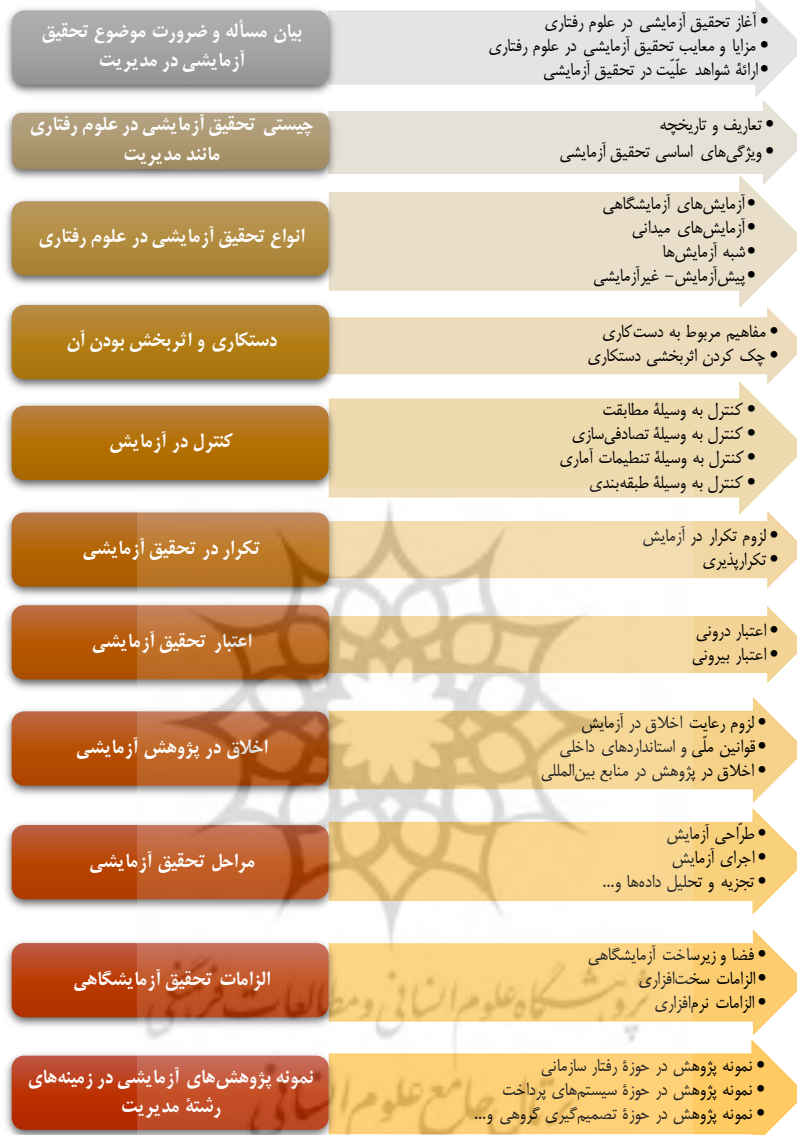 بیان مسأله و ضرورت موضوع تحقیق
آزمایشی در مدیریت
• آغاز تحقیق آزمایشی در علوم رفتاری
• مزایا و معایب تحقیق آزمایشی در علوم رفتاری
• ارائهٔ شواهد علّیّت در تحقیق آزمایشی
چیستی تحقیق آزمایشی در علوم رفتاری
مانند مدیریت
• تعاریف و تاریخچه
• ویژگی‌های اساسی تحقیق آزمایشی
انواع تحقیق آزمایشی در علوم رفتاری
• آزمایش‌های آزمایشگاهی
• آزمایش‌های میدانی
• شبه آزمایش‌ها
• پیش‌آزمایش- غیرآزمایشی
دستکاری و اثربخش بودن آن
• مفاهیم مربوط به دست‌کاری
• چک کردن اثربخشی دستکاری
کنترل در آزمایش
• کنترل به وسیلهٔ مطابقت
• کنترل به وسیلهٔ تصادفی‌سازی
• کنترل به وسیلهٔ تنظیمات آماری
• کنترل به وسیلهٔ طبقه‌بندی
تکرار در تحقیق آزمایشی
• لزوم تکرار در آزمایش
• تکرارپذیری
اعتبار تحقیق آزمایشی
• اعتبار درونی
• اعتبار بیرونی
اخلاق در پژوهش آزمایشی
• لزوم رعایت اخلاق در آزمایش
• قوانین ملّی و استانداردهای داخلی
• اخلاق در پژوهش در منابع بین‌المللی
مراحل تحقیق آزمایشی
• طرّاحی آزمایش
• اجرای آزمایش
• تجزیه و تحلیل داده‌ها و...
الزامات تحقیق آزمایشگاهی
• فضا و زیرساخت آزمایشگاهی
• الزامات سخت‌افزاری
• الزامات نرم‌افزاری
پژوهشگاه علوم انسانی و مطالعات فرهنگی
نمونه پژوهش‌های آزمایشی در زمینه‌های
رشتهٔ مدیریت
• نمونه پژوهش در حوزهٔ رفتار سازمانی
• نمونه پژوهش در حوزهٔ سیستم‌های پرداخت
• نمونه پژوهش در حوزهٔ تصمیم‌گیری گروهی و...
پرتال جامع علوم انسانی